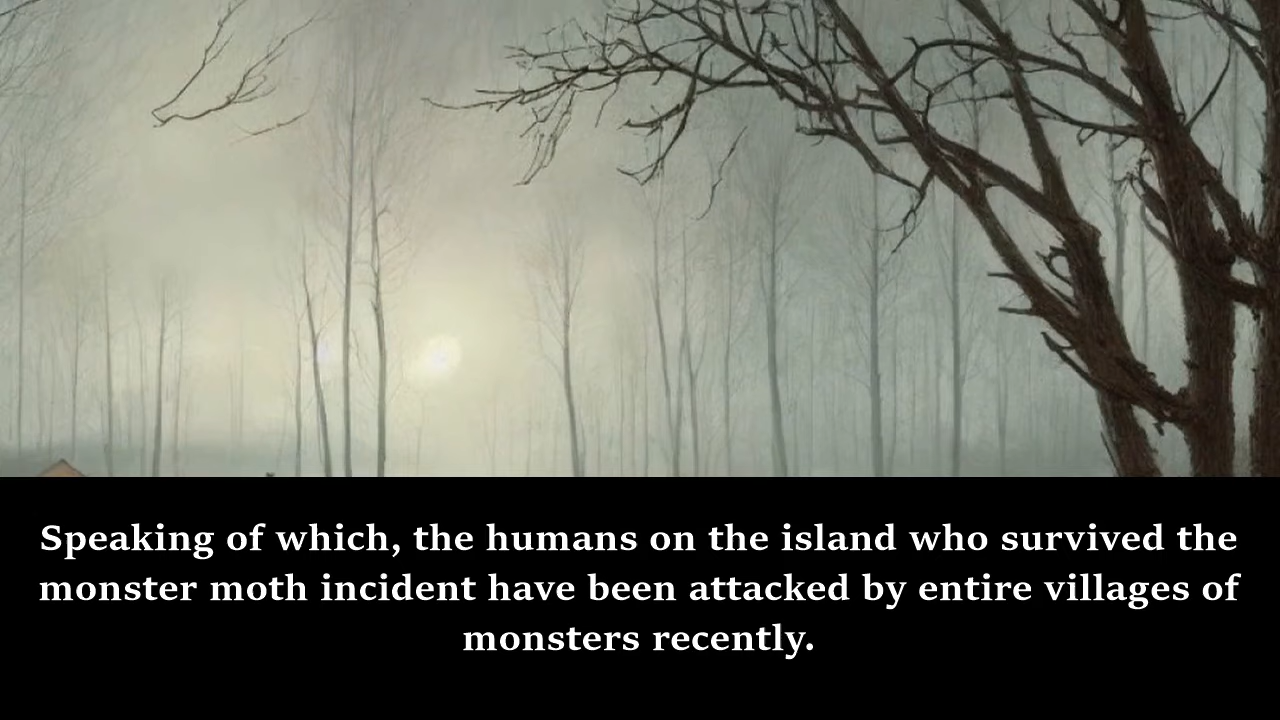 Speaking of which, the humans on the island who survived the
monster moth incident have been attacked by entire villages of
monsters recently.